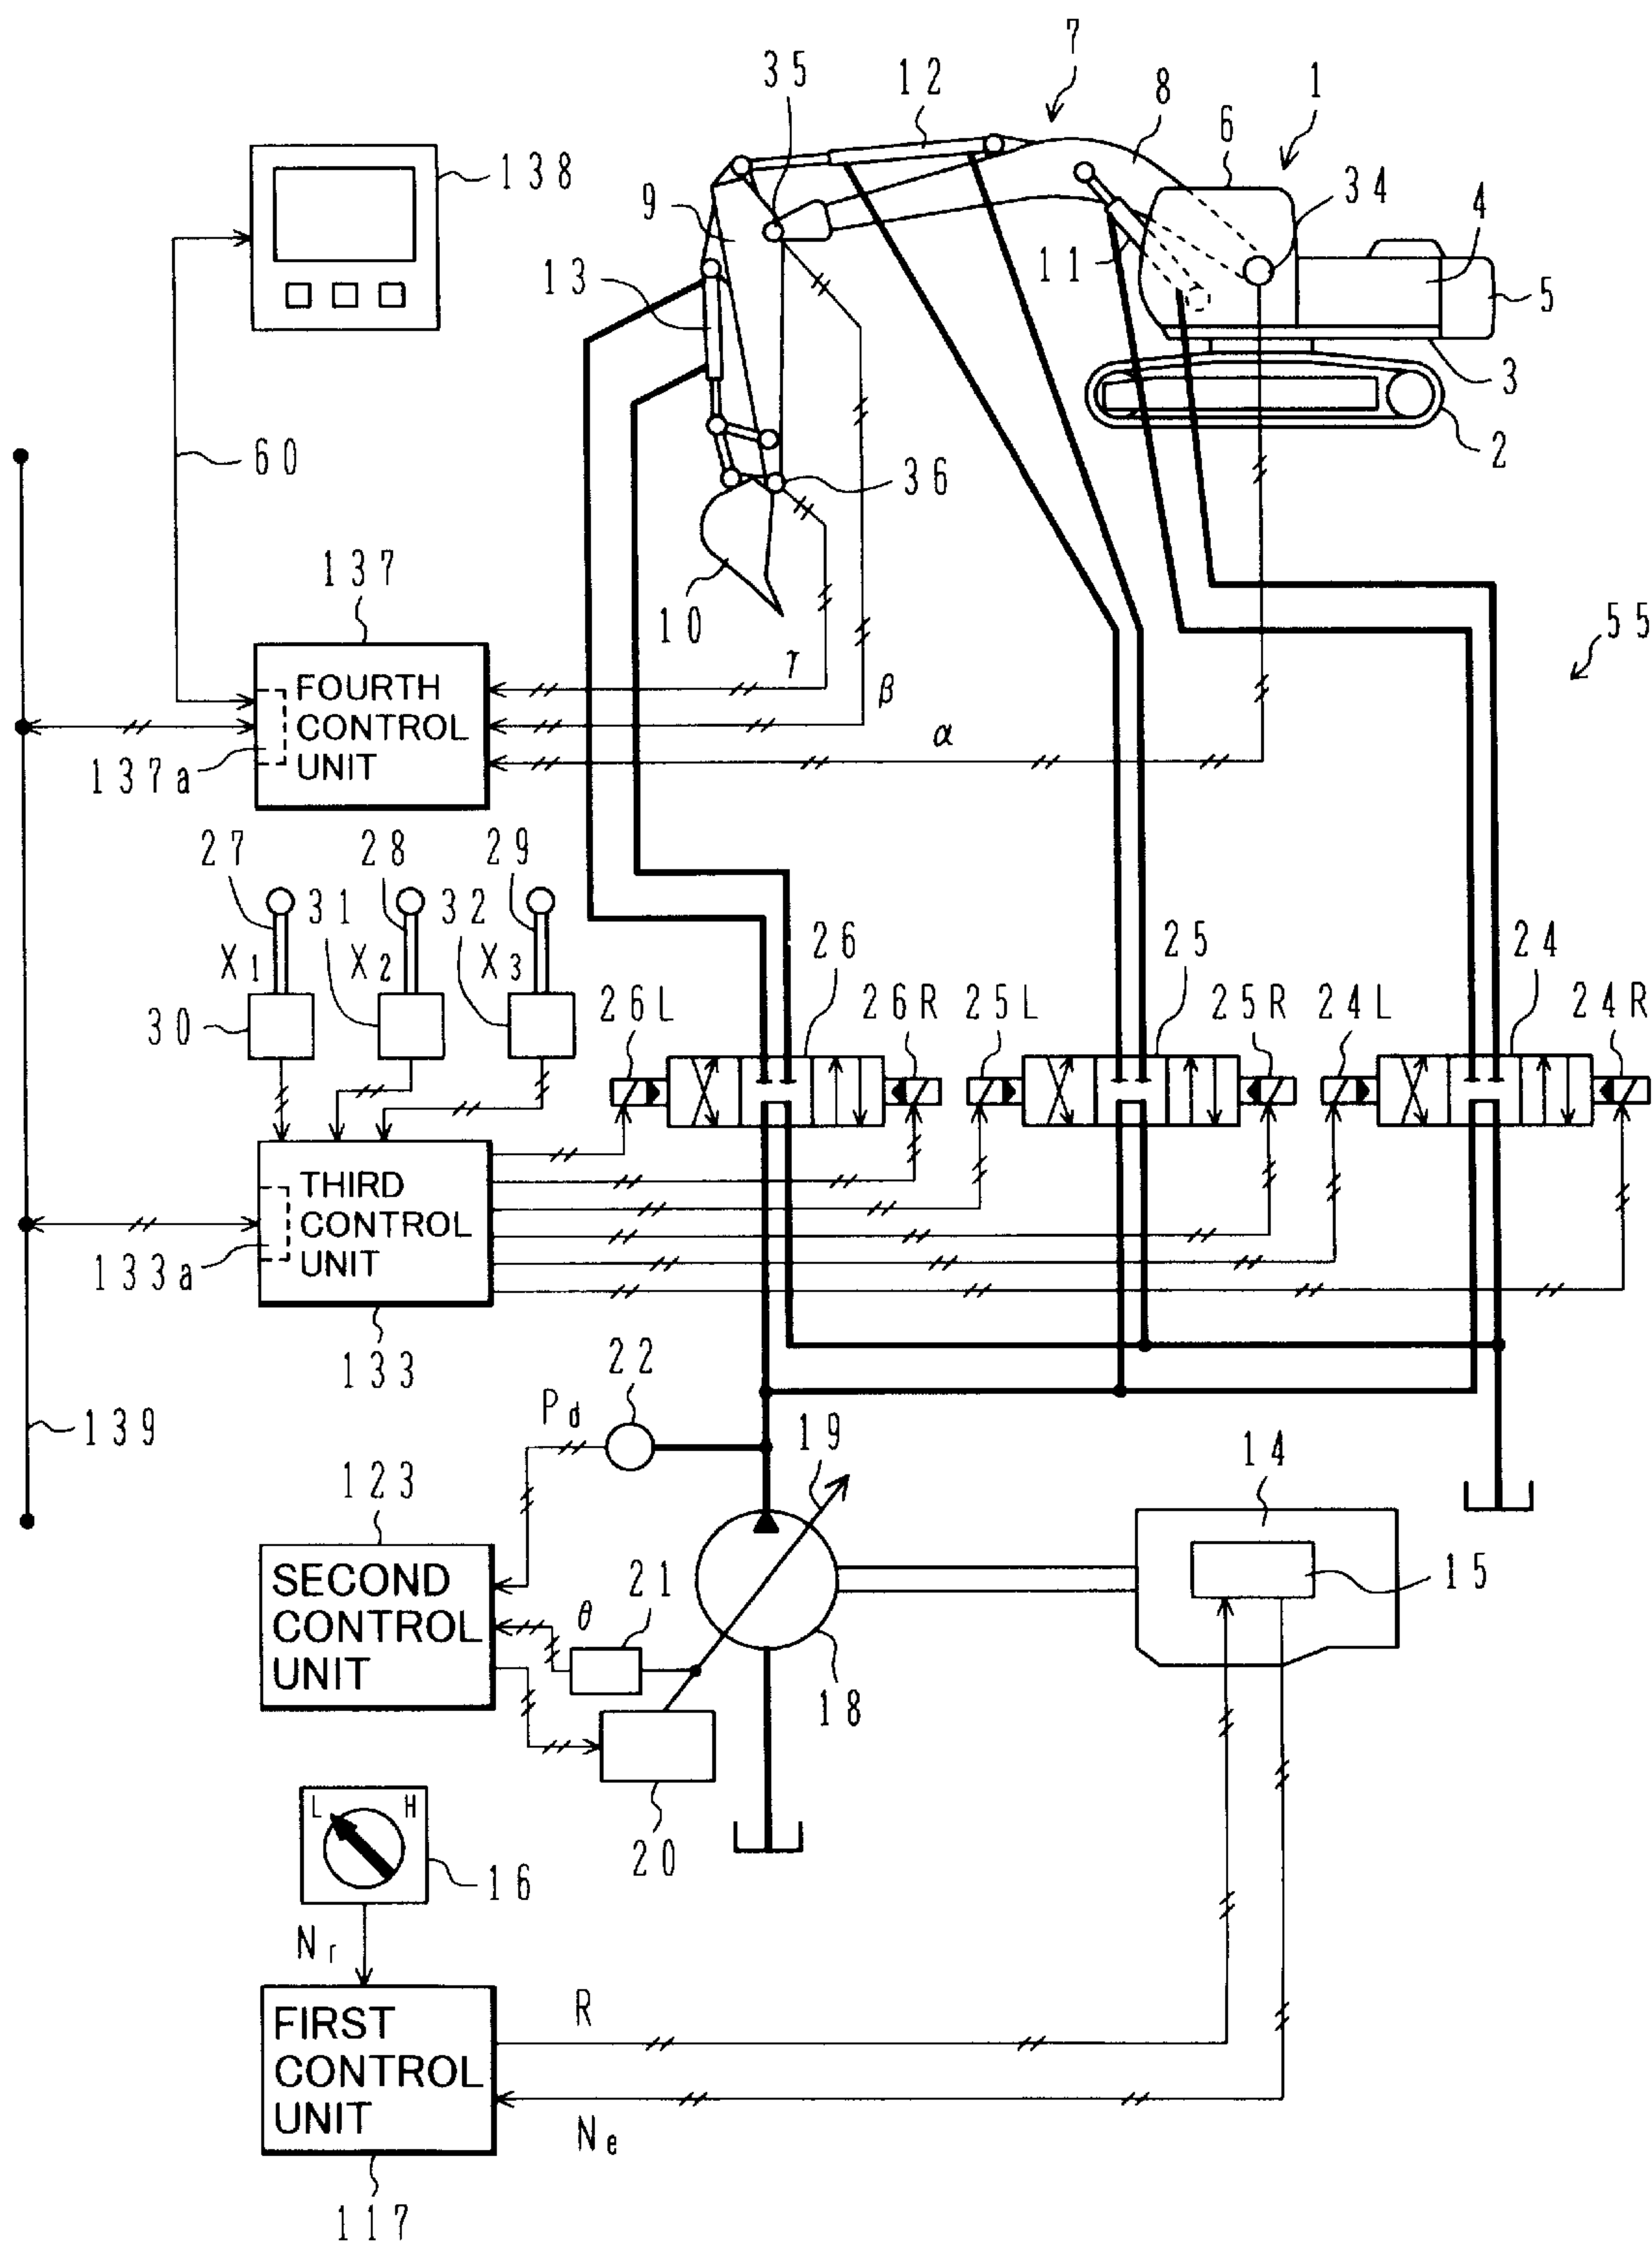 7
35
12
8
1
6
138
34
9
4
13
11
5
3
60
2
36
137
10
55
γ
FOURTH
CONTROL
UNIT
β
α
137a
27
28
29
31
32
26
25
24
X1
X2
X3
26L
26R
25L
25R
24L
24R
30
THIRD
CONTROL
UNIT
133a
133
22
Pd
139
19
14
123
SECOND
CONTROL
UNIT
21
15
θ
18
L
H
20
16
Nr
FIRST
CONTROL
UNIT
R
Ne
117